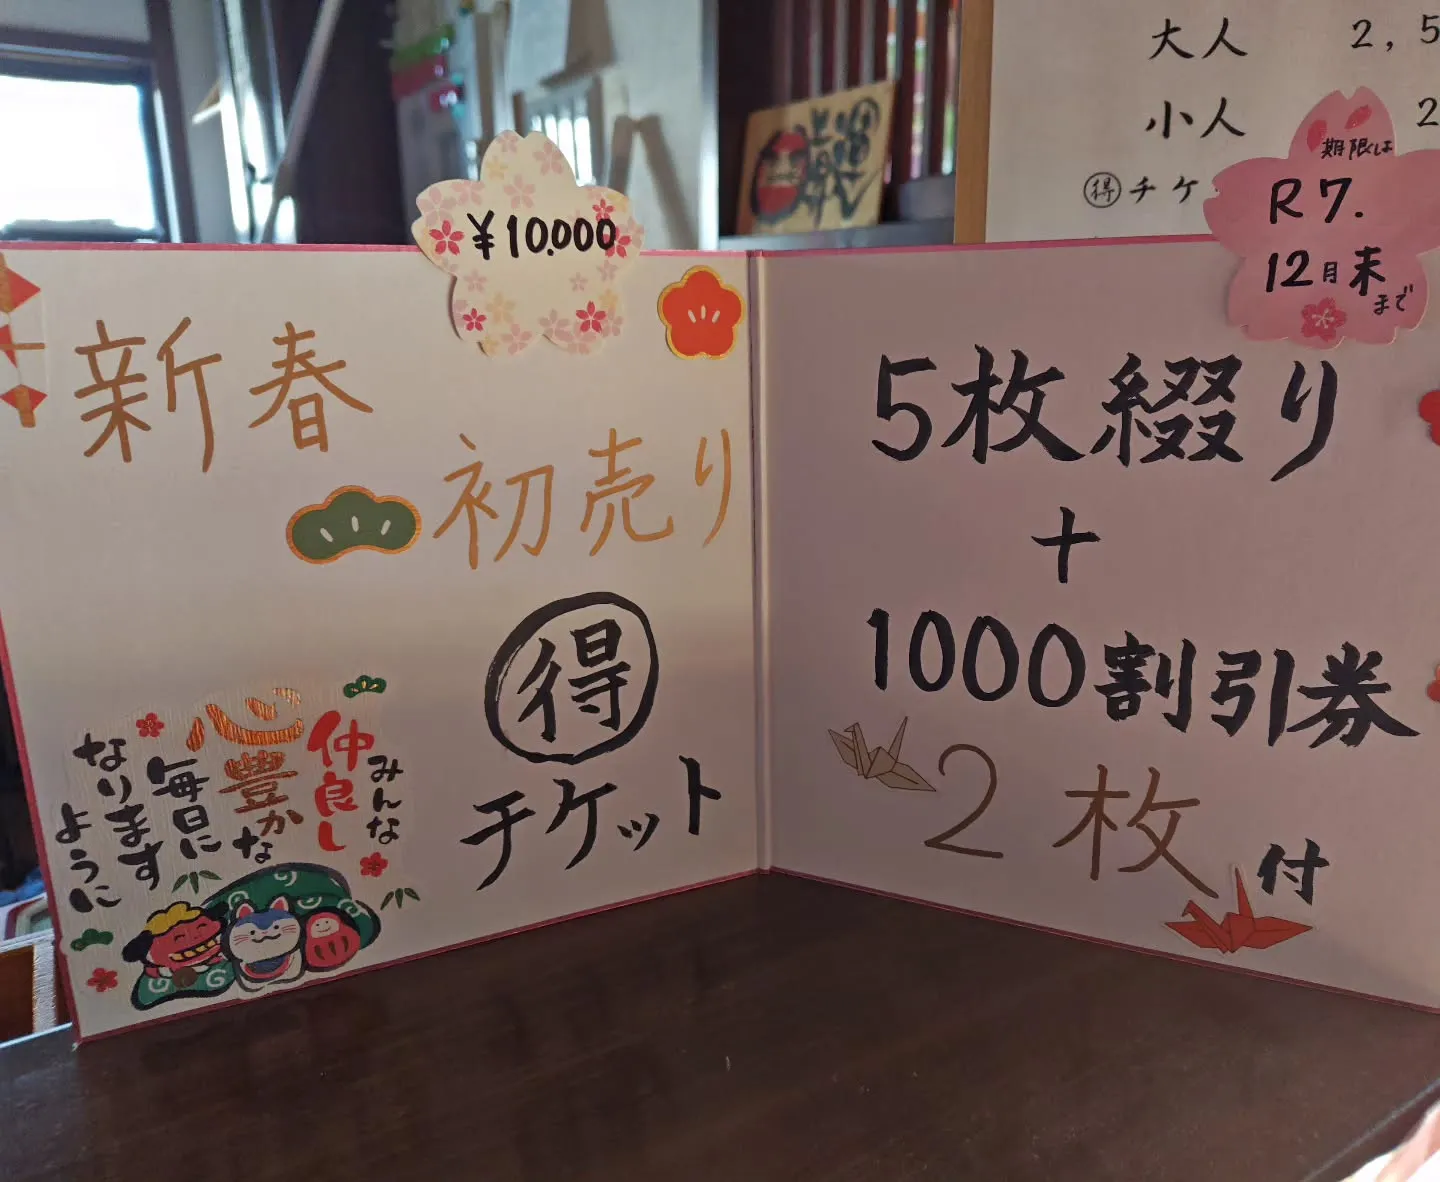 ¥10,000
新春
初売り
得
チケット
みんな
仲良し
心豊かな
毎日に
なります
ように
期限は
R7.
12月末
まで
5枚綴り
+
1000割引券
2枚付
大人 2,5
小人 2
得チケ